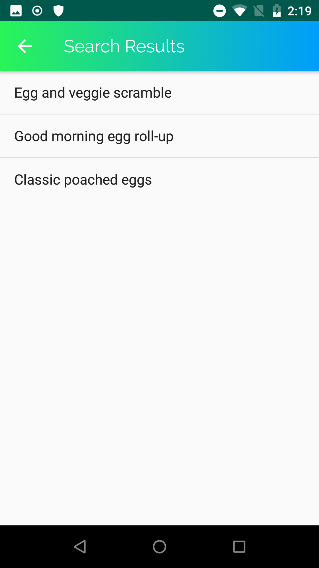 2:19
Search Results
Egg and veggie scramble
Good morning egg roll-up
Classic poached eggs